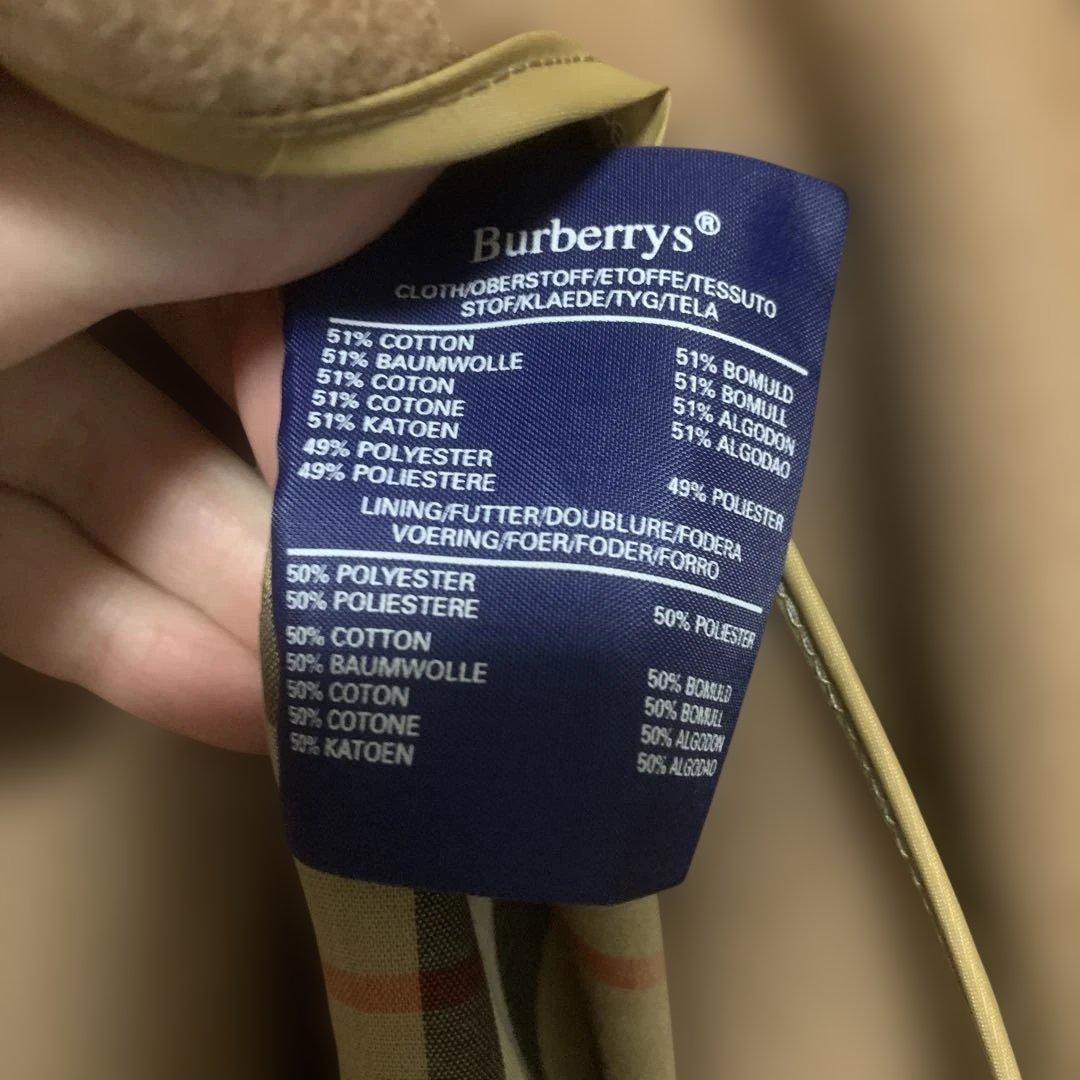 Burberrys®
CLOTH/OBERSTOFF/ETOFFE/TESSUTO
STOF/KLAEDE/TYG/TELA
51% COTTON
51% BAUMWOLLE
51% COTON
51% COTONE
51% KATOEN
49% POLYESTER
49% POLIESTERE
51% BOMULD
51% BOMULL
51% ALGODON
51% ALGODAO
49% POLIESTER
LINING/FUTTER/DOUBLURE/FODERA
VOERING/FOER/FODER/FORRO
50% POLYESTER
50% POLIESTERE
50% COTTON
50% BAUMWOLLE
50% COTON
50% COTONE
50% KATOEN
50% POLIESTER
50% BOMULD
50% BOMULL
50% ALGODON
50% ALGODAO